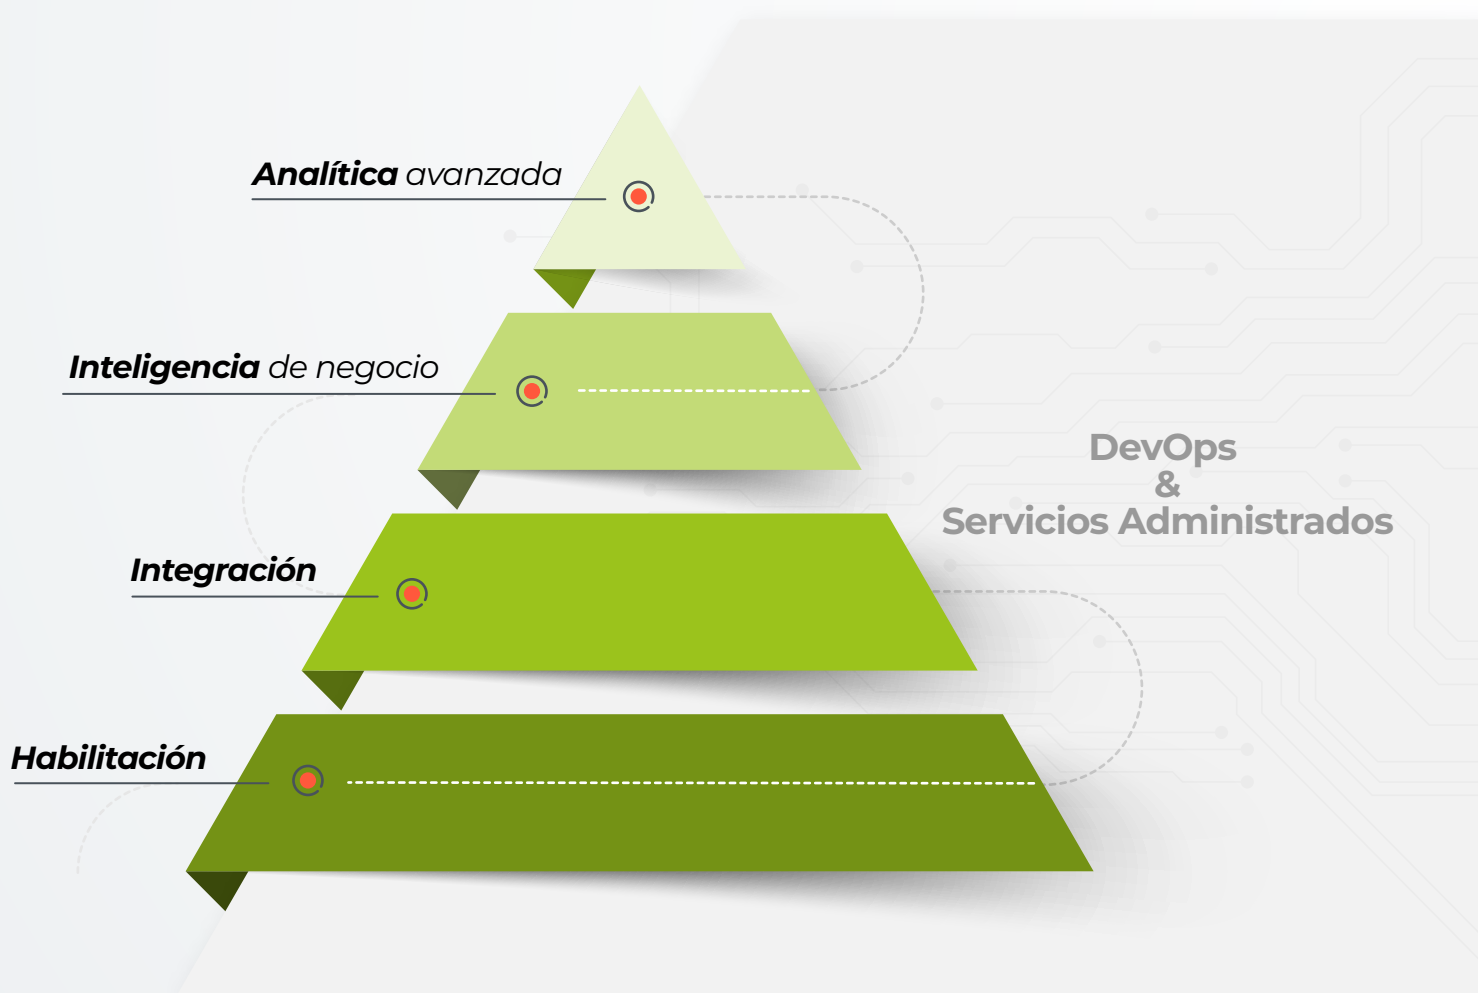 Analítica avanzada
Inteligencia de negocio
DevOps
&
Servicios Administrados
Integración
Habilitación